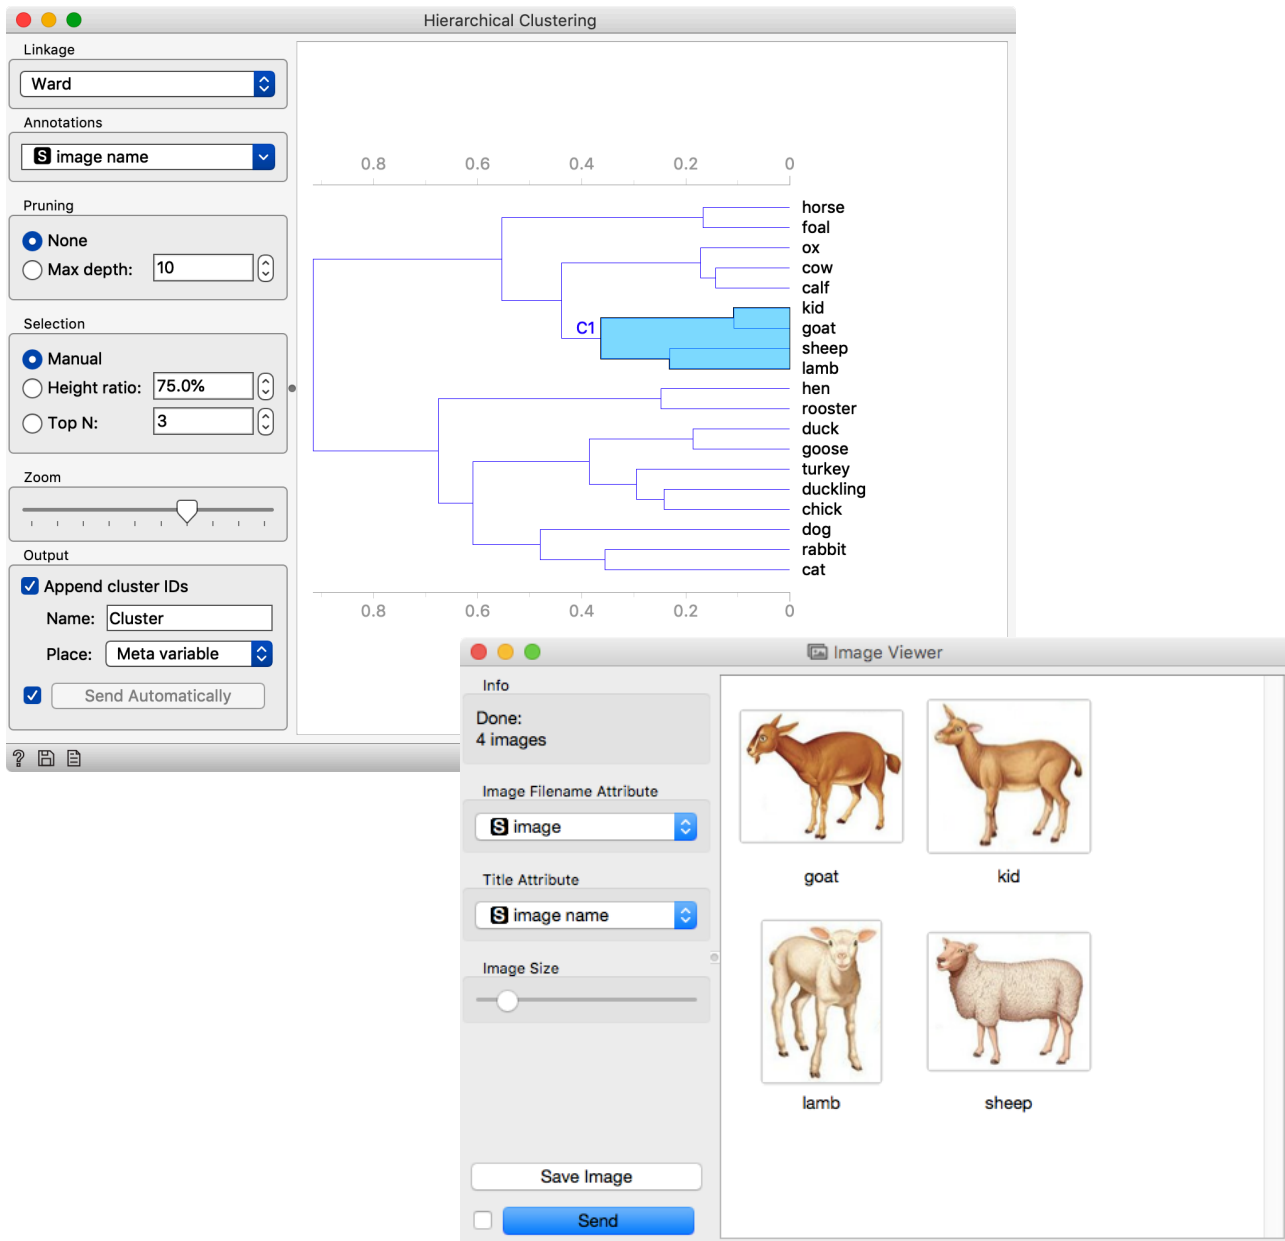 Hierarchical Clustering
Linkage
Ward
Annotations
S image name
Pruning
None
Max depth: 10
Selection
Manual
Height ratio: 75.0%
Top N: 3
Zoom
Output
Append cluster IDs
Name: Cluster
Place: Meta variable
Send Automatically
?
0.8 0.6 0.4 0.2 0
horse
foal
ox
cow
calf
kid
C1
goat
sheep
lamb
hen
rooster
duck
goose
turkey
duckling
chick
dog
rabbit
cat
0.8 0.6 0.4 0.2 0
Image Viewer
Info
Done:
4 images
Image Filename Attribute
S image
Title Attribute
S image name
Image Size
Save Image
Send
goat kid
lamb sheep